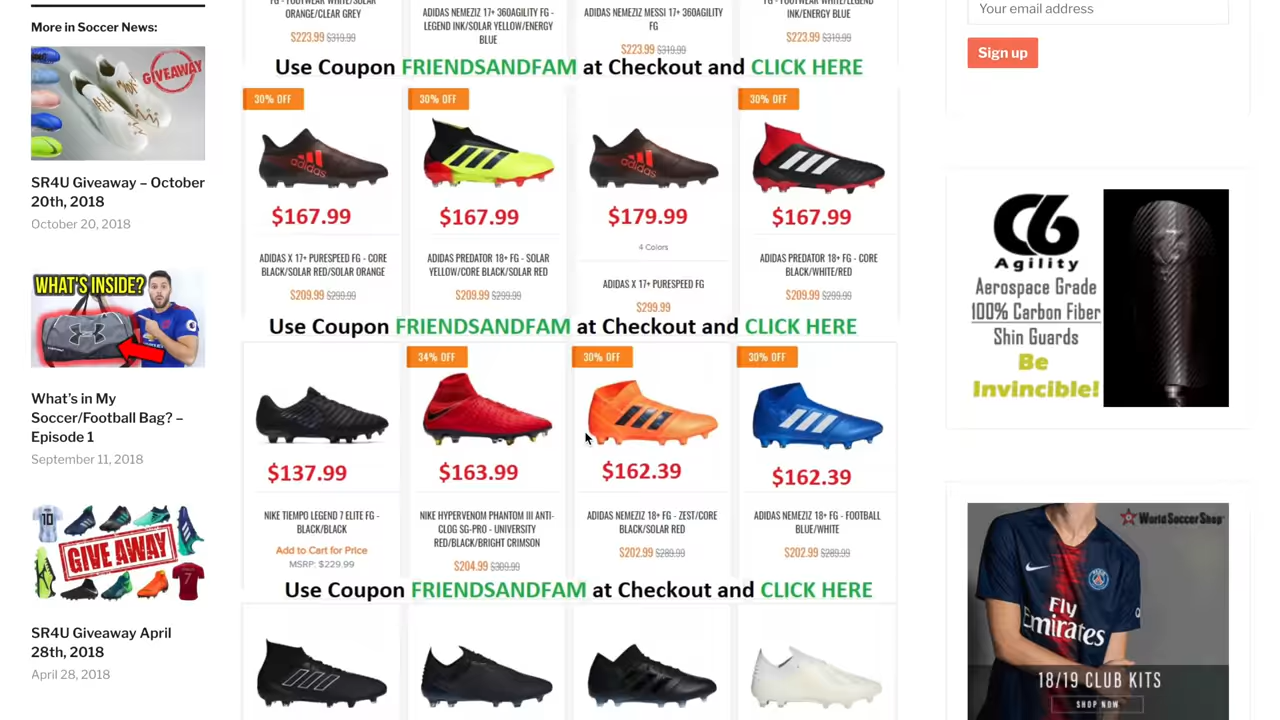 More in Soccer News:
GIVEAWAY
SR4U Giveaway – October
20th, 2018
October 20, 2018
WHAT'S INSIDE?
What's in My
Soccer/Football Bag? –
Episode 1
September 11, 2018
10
GIVE AWAY
7
SR4U Giveaway April
28th, 2018
April 28, 2018
ORANGE/CLEAR GREY
$223.99 $319.99
ADIDAS NEMEZIZ 17+ 360AGILITY FG -
LEGEND INK/SOLAR YELLOW/ENERGY
BLUE
ADIDAS NEMEZIZ MESSI 17+ 360AGILITY
FG
$223.99 $319.99
INK/ENERGY BLUE
$223.99 $319.99
Use Coupon FRIENDSANDFAM at Checkout and CLICK HERE
30% OFF
30% OFF
30% OFF
adidas
adidas
$167.99
$167.99
$179.99
$167.99
4 Colors
ADIDAS X 17+ PURESPEED FG - CORE
BLACK/SOLAR RED/SOLAR ORANGE
$209.99 $299.99
ADIDAS PREDATOR 18+ FG - SOLAR
YELLOW/CORE BLACK/SOLAR RED
$209.99 $299.99
ADIDAS X 17+ PURESPEED FG
$299.99
ADIDAS PREDATOR 18+ FG - CORE
BLACK/WHITE/RED
$209.99 $299.99
Use Coupon FRIENDSANDFAM at Checkout and CLICK HERE
34% OFF
30% OFF
30% OFF
$137.99
$163.99
$162.39
$162.39
NIKE TIEMPO LEGEND 7 ELITE FG -
BLACK/BLACK
Add to Cart for Price
MSRP: $229.99
NIKE HYPERVENOM PHANTOM III ANTI-
CLOG SG-PRO - UNIVERSITY
RED/BLACK/BRIGHT CRIMSON
$204.99 $309.99
ADIDAS NEMEZIZ 18+ FG - ZEST/CORE
BLACK/SOLAR RED
$202.99 $289.99
ADIDAS NEMEZIZ 18+ FG - FOOTBALL
BLUE/WHITE
$202.99 $289.99
Use Coupon FRIENDSANDFAM at Checkout and CLICK HERE
Your email address
Sign up
C6
Agility
Aerospace Grade
100% Carbon Fiber
Shin Guards
Be
Invincible!
WorldSoccerShop
Fly
Emirates
18/19 CLUB KITS
SHOP NOW